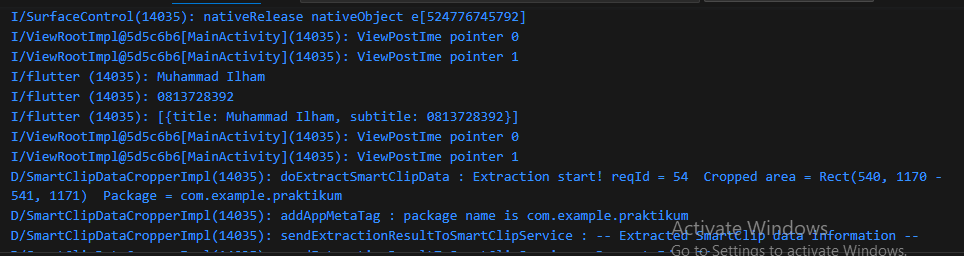 I/SurfaceControl(14035): nativeRelease nativeObject e[524776745792]
I/ViewRootImpl@5d5c6b6[MainActivity](14035): ViewPostIme pointer 0
I/ViewRootImpl@5d5c6b6[MainActivity](14035): ViewPostIme pointer 1
I/flutter (14035): Muhammad Ilham
I/flutter (14035): 0813728392
I/flutter (14035): [{title: Muhammad Ilham, subtitle: 0813728392}]
I/ViewRootImpl@5d5c6b6[MainActivity](14035): ViewPostIme pointer 0
I/ViewRootImpl@5d5c6b6[MainActivity](14035): ViewPostIme pointer 1
D/SmartClipDataCropperImpl(14035): doExtractSmartClipData : Extraction start! reqId = 54  Cropped area = Rect(540, 1170 -
541, 1171)  Package = com.example.praktikum
D/SmartClipDataCropperImpl(14035): addAppMetaTag : package name is com.example.praktikum
Activate Windows
D/SmartClipDataCropperImpl(14035): sendExtractionResultToSmartClipService : -- Extracted SmartClip data Information --
Go to Settings to activate Windows.